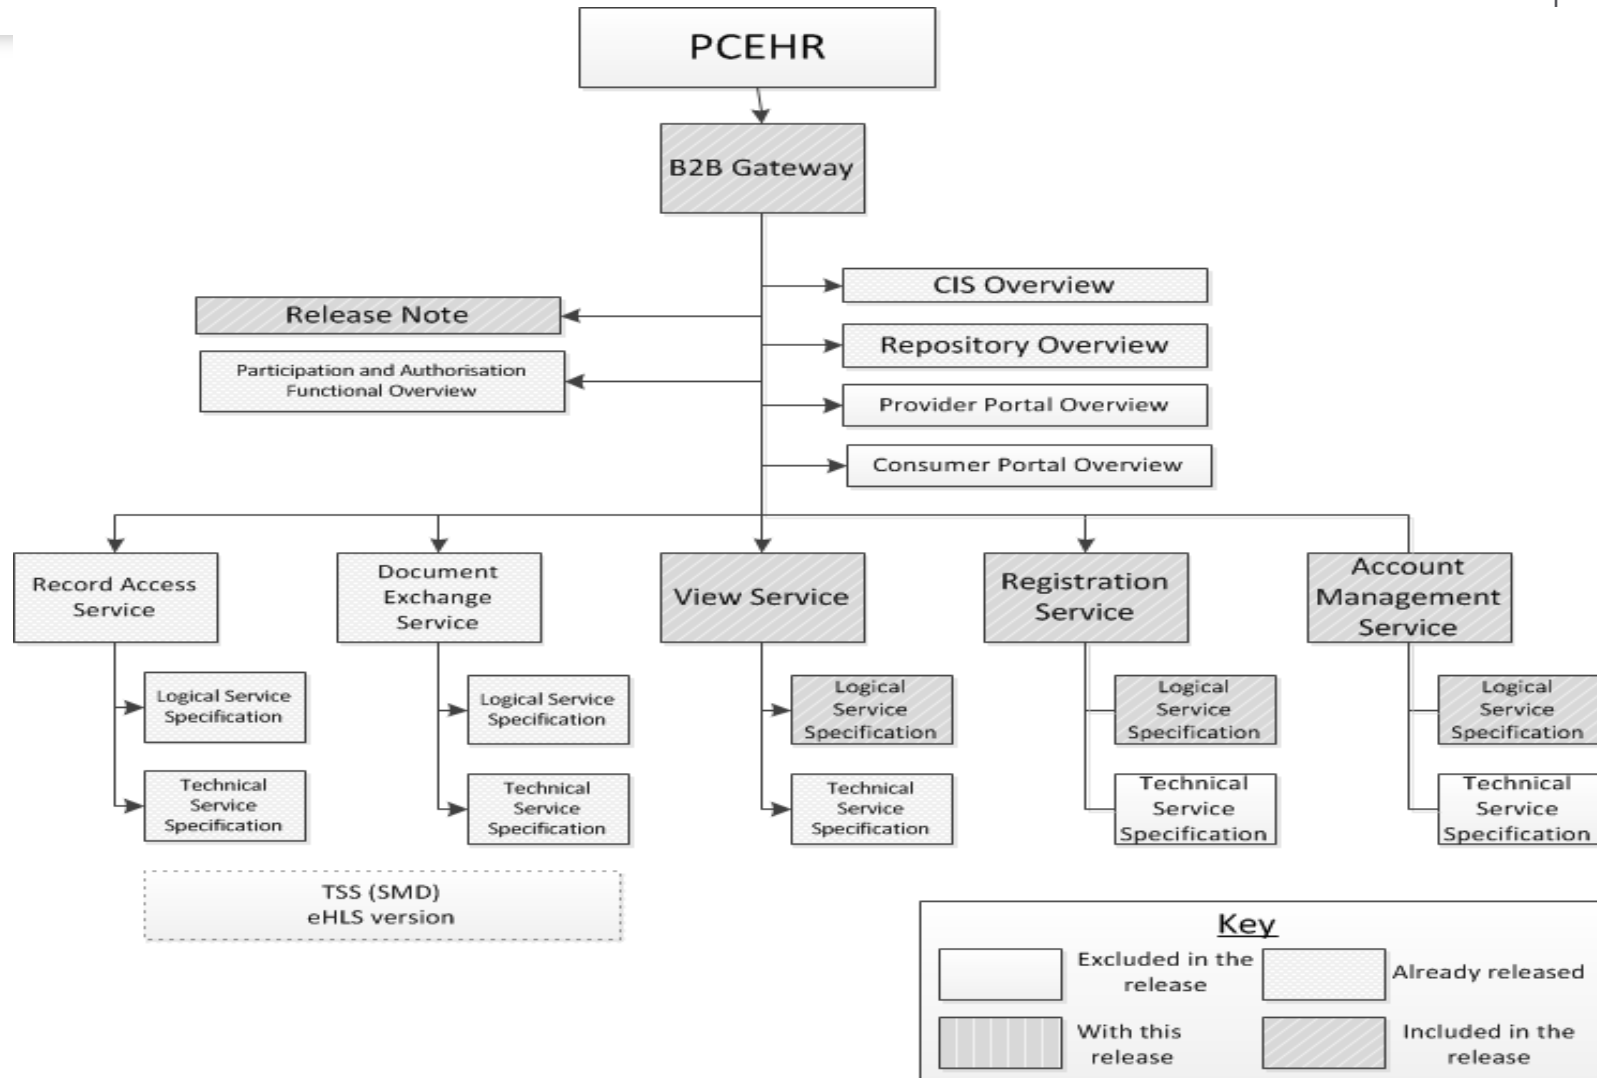 PCEHR
B2B Gateway
CIS Overview
Release Note
Repository Overview
Participation and Authorisation
Functional Overview
Provider Portal Overview
Consumer Portal Overview
Record Access
Service
Document
Exchange
Service
View Service
Registration
Service
Account
Management
Service
Logical Service
Specification
Logical Service
Specification
Logical
Service
Specification
Logical
Service
Specification
Logical
Service
Specification
Technical
Service
Specification
Technical
Service
Specification
Technical
Service
Specification
Technical
Service
Specification
Technical
Service
Specification
TSS (SMD)
eHLS version
Key
Excluded in the
release
Already released
With this
release
Included in the
release